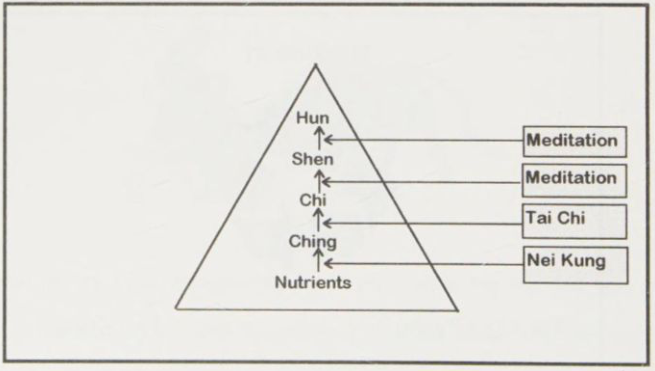 Hun
Meditation
Shen
Meditation
Chi
Tai Chi
Ching
Nei Kung
Nutrients